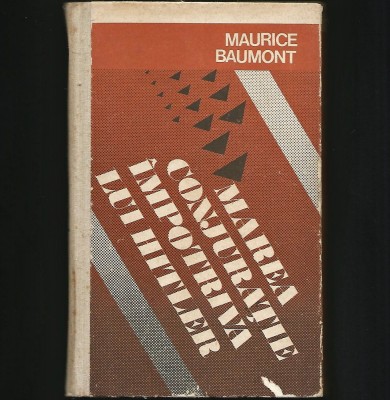 MAURICE
BAUMONT
MAREA
CONJURAȚIE
ÎMPOTRIVA
LUI HITLER